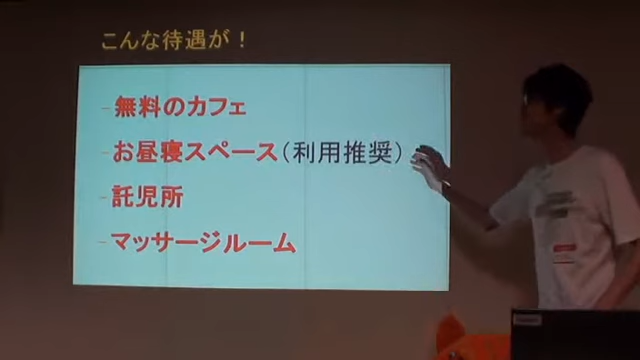 こんな待遇が！
-無料のカフェ
-お昼寝スペース(利用推奨)
-託児所
-マッサージルーム